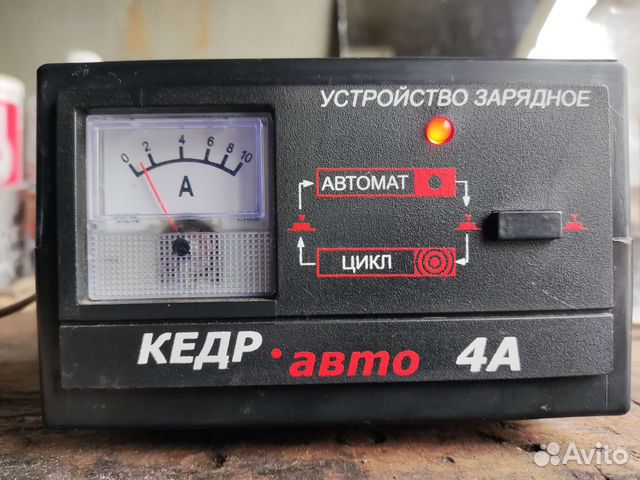 УСТРОЙСТВО ЗАРЯДНОЕ
0 2 4 6 8 10
А
АВТОМАТ
ЦИКЛ
КЕДР·авто 4А
Avito